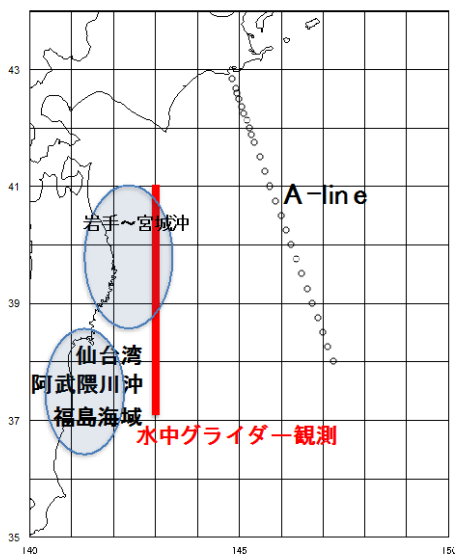 43
41
A-line
岩手～宮城沖
39
仙台湾
阿武隈川沖
福島海域
37
水中グライダー観測
35
140
145
150